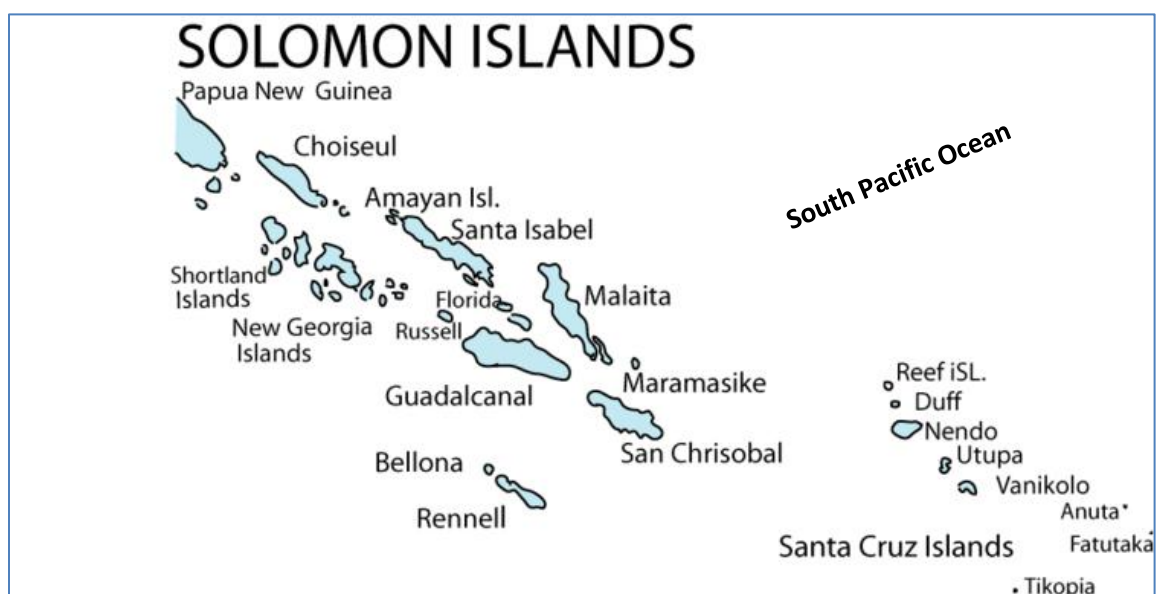 SOLOMON ISLANDS
Papua New Guinea
Choiseul
South Pacific Ocean
Amayan Isl.
Santa Isabel
Shortland
Islands
Florida
Malaita
New Georgia
Islands
Russell
Guadalcanal
Maramasike
Reef iSL.
Duff
Nendo
San Chrisobal
Utupa
Bellona
Vanikolo
Rennell
Anuta
Santa Cruz Islands
Fatutaka
Tikopia